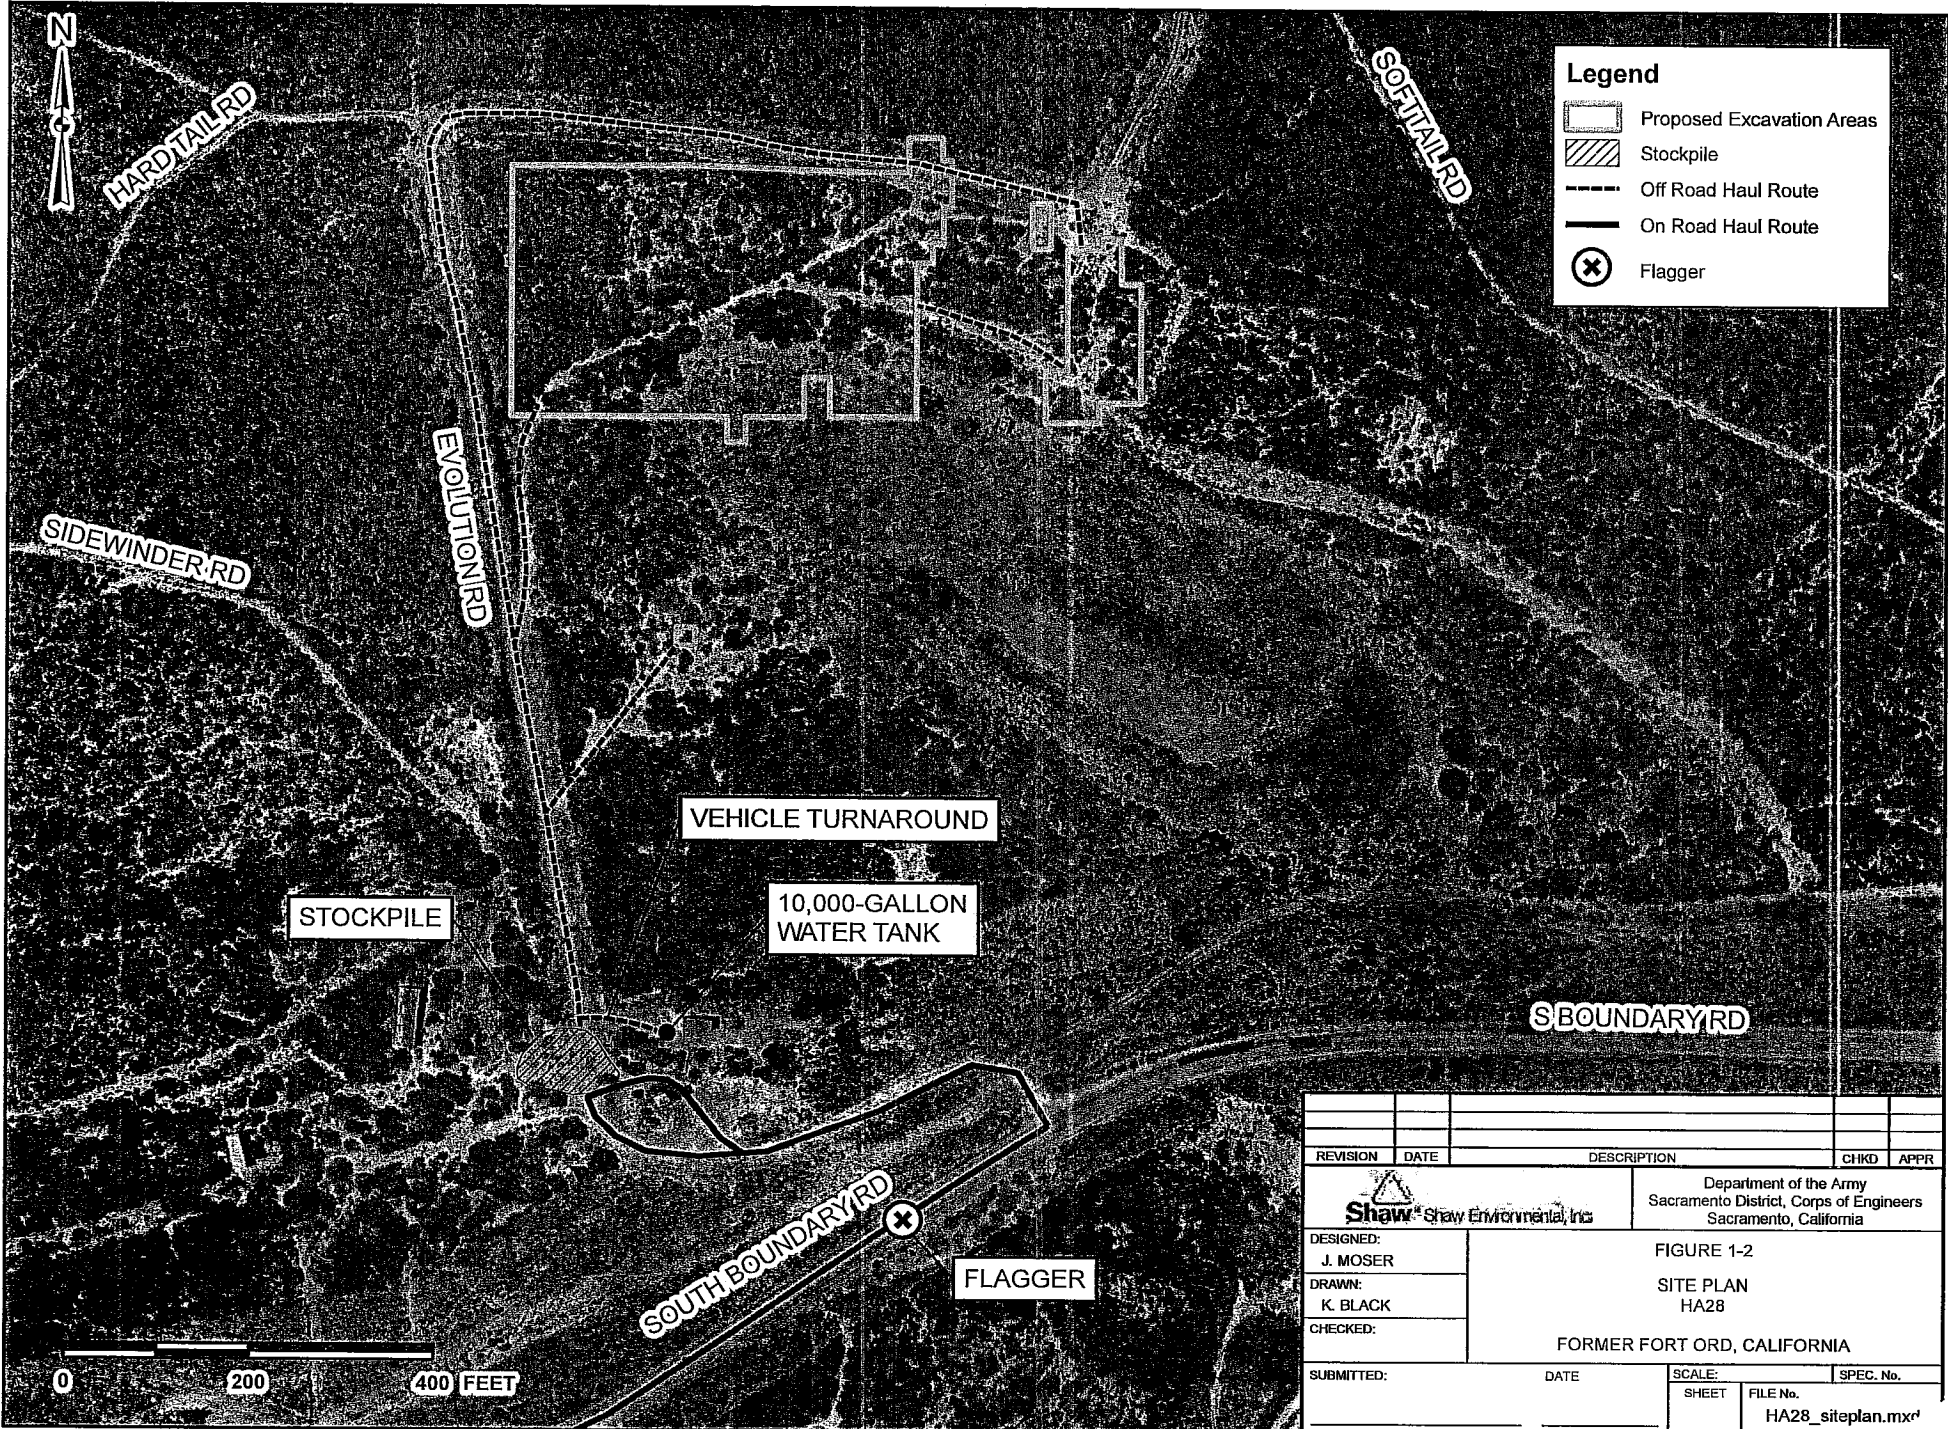 N
HARDTAIL RD
SOFTTAIL RD
Legend
Proposed Excavation Areas
Stockpile
Off Road Haul Route
On Road Haul Route
Flagger
EVOLUTION RD
SIDEWINDER RD
VEHICLE TURNAROUND
STOCKPILE
10,000-GALLON
WATER TANK
S BOUNDARY RD
SOUTH BOUNDARY RD
FLAGGER
0 200 400 FEET
REVISION DATE DESCRIPTION CHKD APPR
Shaw Shaw Environmental, Inc
Department of the Army
Sacramento District, Corps of Engineers
Sacramento, California
DESIGNED:
J. MOSER
DRAWN:
K. BLACK
CHECKED:
FIGURE 1-2
SITE PLAN
HA28
FORMER FORT ORD, CALIFORNIA
SUBMITTED: DATE
SCALE: SPEC. No.
SHEET FILE No.
HA28_siteplan.mxd